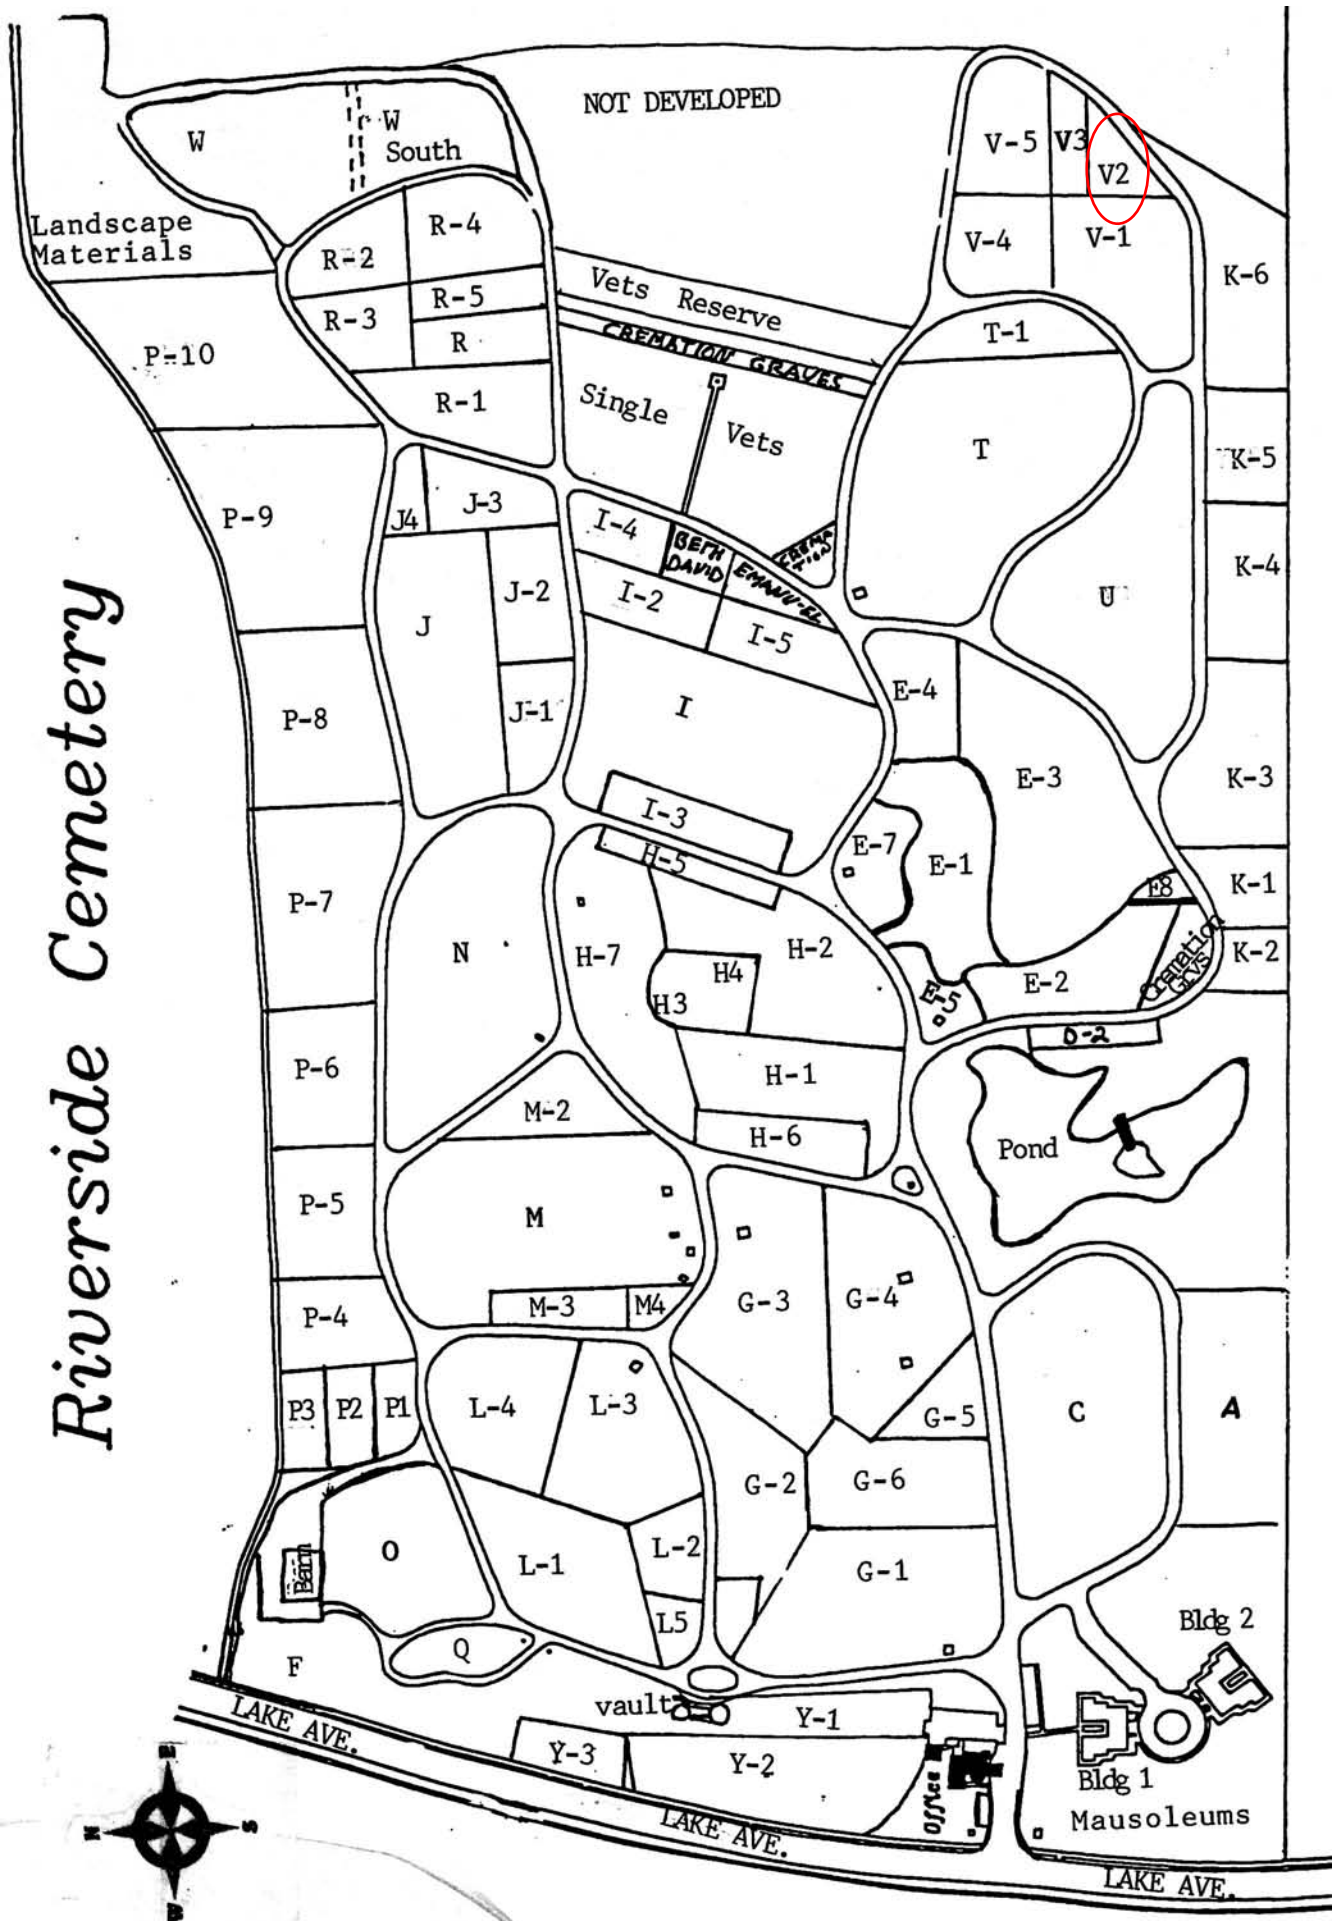 NOT DEVELOPED
W
W
South
V-5
V3
V2
Landscape
Materials
R-4
R-2
V-4
V-1
K-6
R-5
R-3
R
Vets Reserve
T-1
P-10
CREMATION GRAVES
R-1
Single
Vets
T
K-5
P-9
J4
J-3
I-4
BETH
DAVID
EMANU-EL
CREMA
TION
K-4
J
J-2
I-2
I-5
U
Riverside Cemetery
P-8
J-1
I
E-4
E-3
K-3
I-3
H-5
E-7
E-1
E8
K-1
P-7
N
H-7
H-2
H4
H3
E-5
E-2
Cremation
Grvs
K-2
D-2
P-6
H-1
M-2
H-6
Pond
P-5
M
P-4
M-3
M4
G-3
G-4
P3
P2
P1
L-4
L-3
G-5
C
A
G-2
G-6
Barn
O
L-1
L-2
G-1
L5
Bldg 2
F
Q
vault
Y-1
LAKE AVE.
Y-3
Y-2
Office
Bldg 1
Mausoleums
E
N
S
W
LAKE AVE.
LAKE AVE.